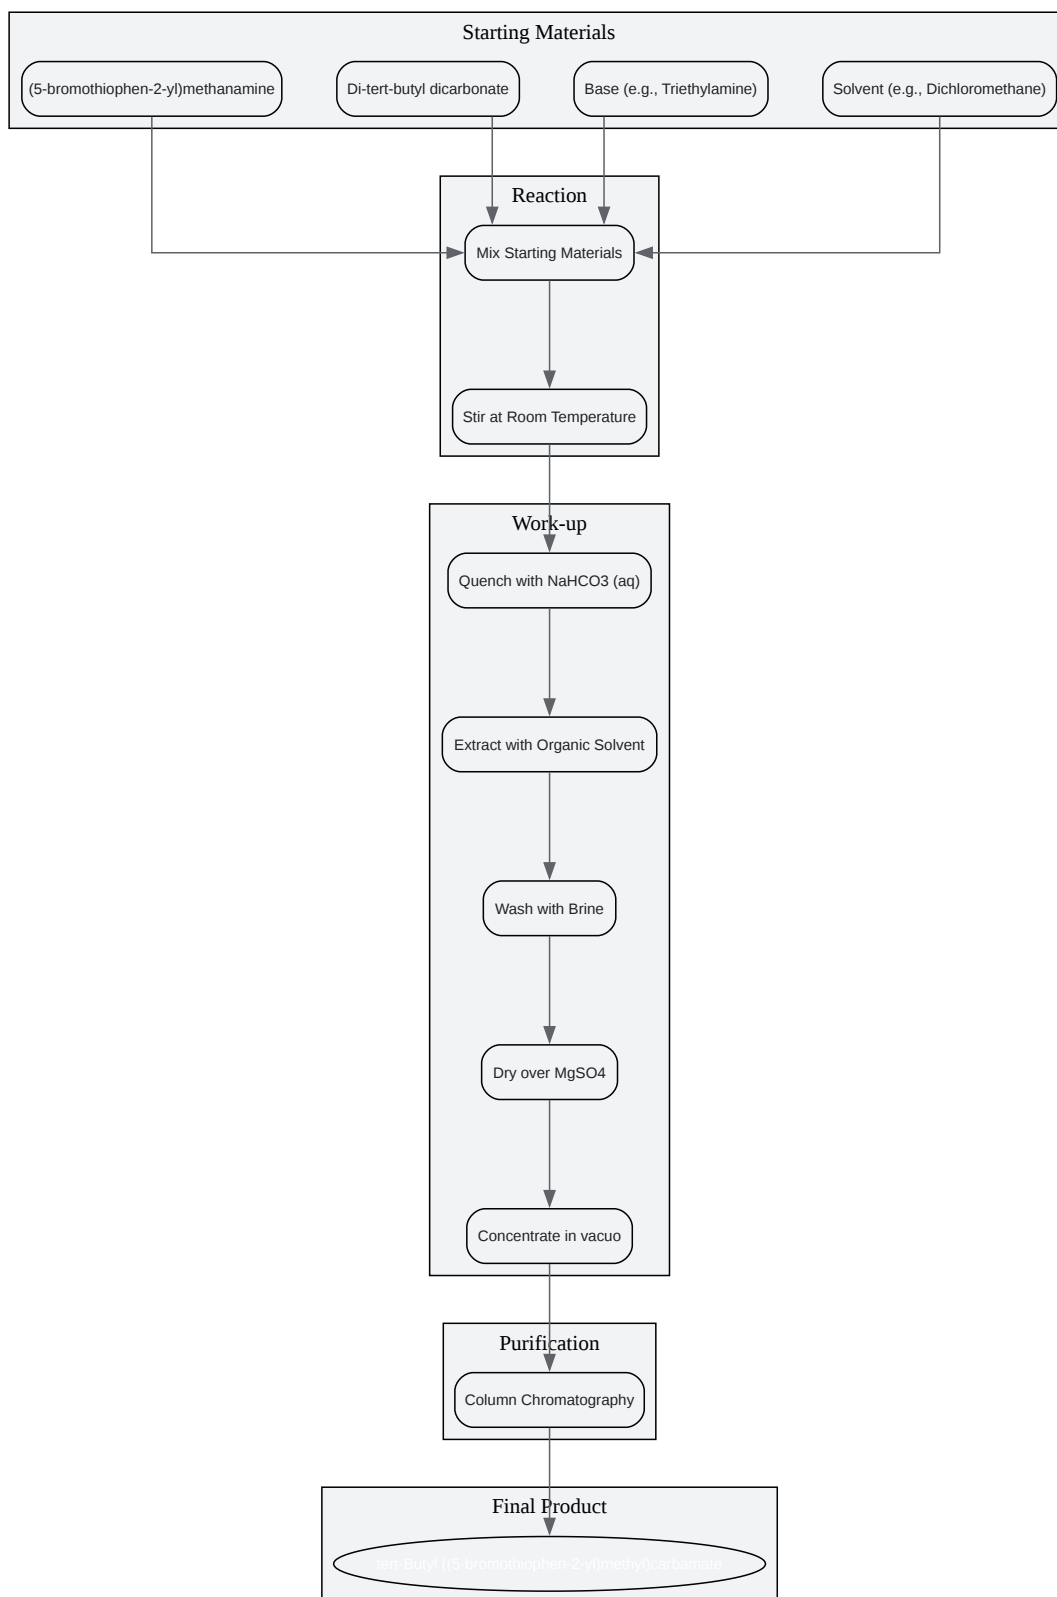 Starting Materials
(5-bromothiophen-2-yl)methanamine
Di-tert-butyl dicarbonate
Base (e.g., Triethylamine)
Solvent (e.g., Dichloromethane)
Reaction
Mix Starting Materials
Stir at Room Temperature
Work-up
Quench with NaHCO3 (aq)
Extract with Organic Solvent
Wash with Brine
Dry over MgSO4
Concentrate in vacuo
Purification
Column Chromatography
Final Product
tert-Butyl ((5-bromothiophen-2-yl)methyl)carbamate